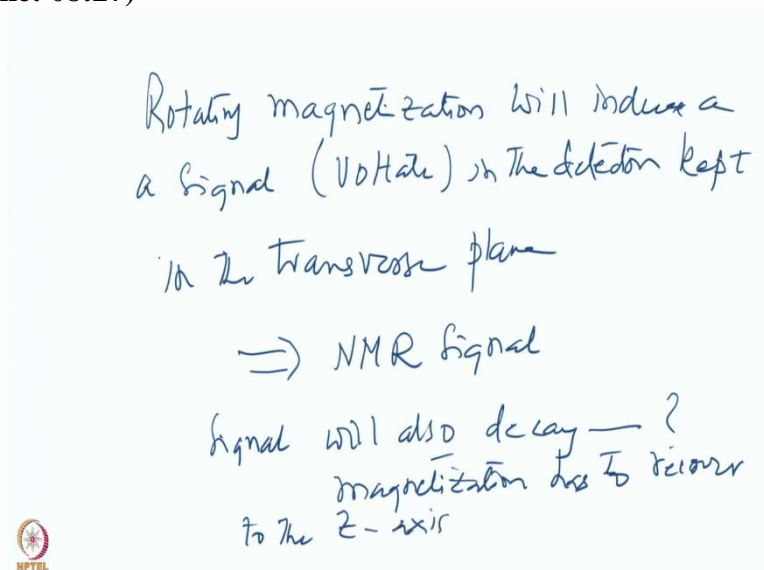 Rotating magnetization will induce a
a signal (Voltate) in the detector kept
in the transverse plane
⇒ NMR signal
signal will also decay — ?
magnetization has to recover
to the z-axis
NPTEL